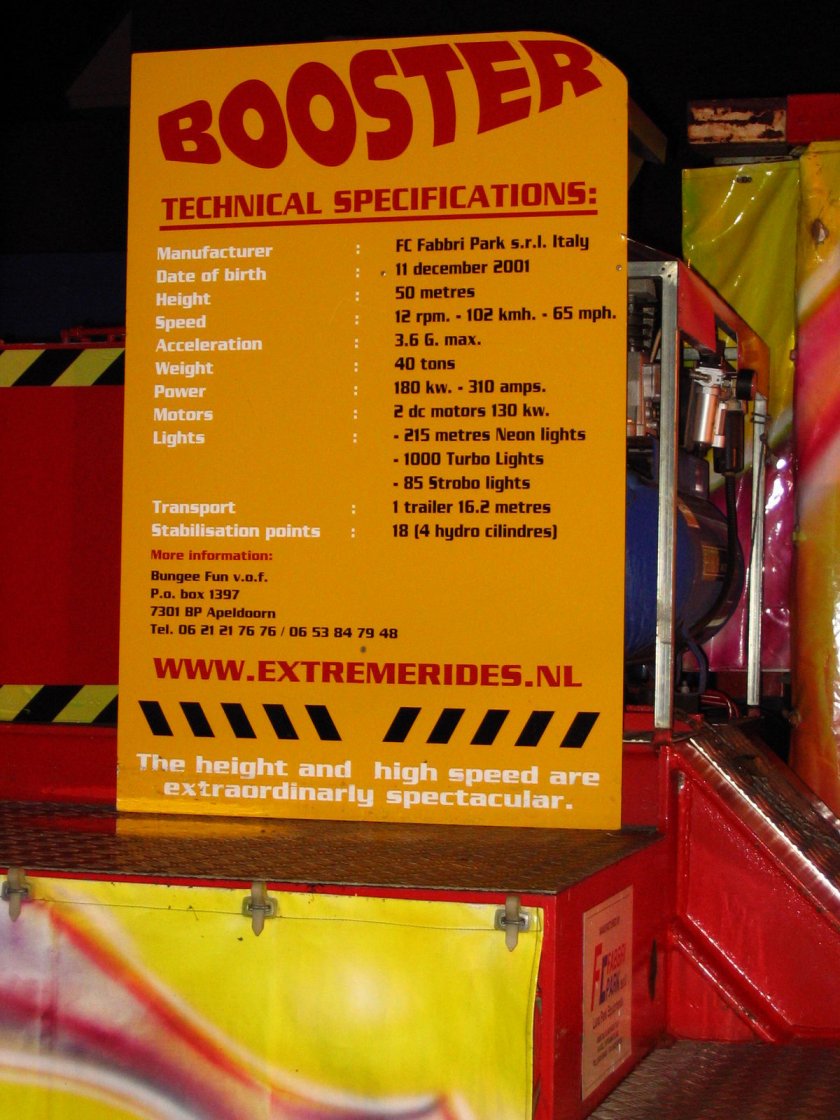 BOOSTER
TECHNICAL SPECIFICATIONS:
Manufacturer : FC Fabbri Park s.r.l. Italy
Date of birth : 11 december 2001
Height : 50 metres
Speed : 12 rpm. - 102 kmh. - 65 mph.
Acceleration : 3.6 G. max.
Weight : 40 tons
Power : 180 kw. - 310 amps.
Motors : 2 dc motors 130 kw.
Lights : - 215 metres Neon lights
- 1000 Turbo Lights
- 85 Strobo lights
Transport : 1 trailer 16.2 metres
Stabilisation points : 18 (4 hydro cilindres)
More information:
Bungee Fun v.o.f.
P.o. box 1397
7301 BP Apeldoorn
Tel. 06 21 21 76 76 / 06 53 84 79 48
WWW.EXTREMERIDES.NL
The height and high speed are
extraordinarly spectacular.
FABBRI
PARK